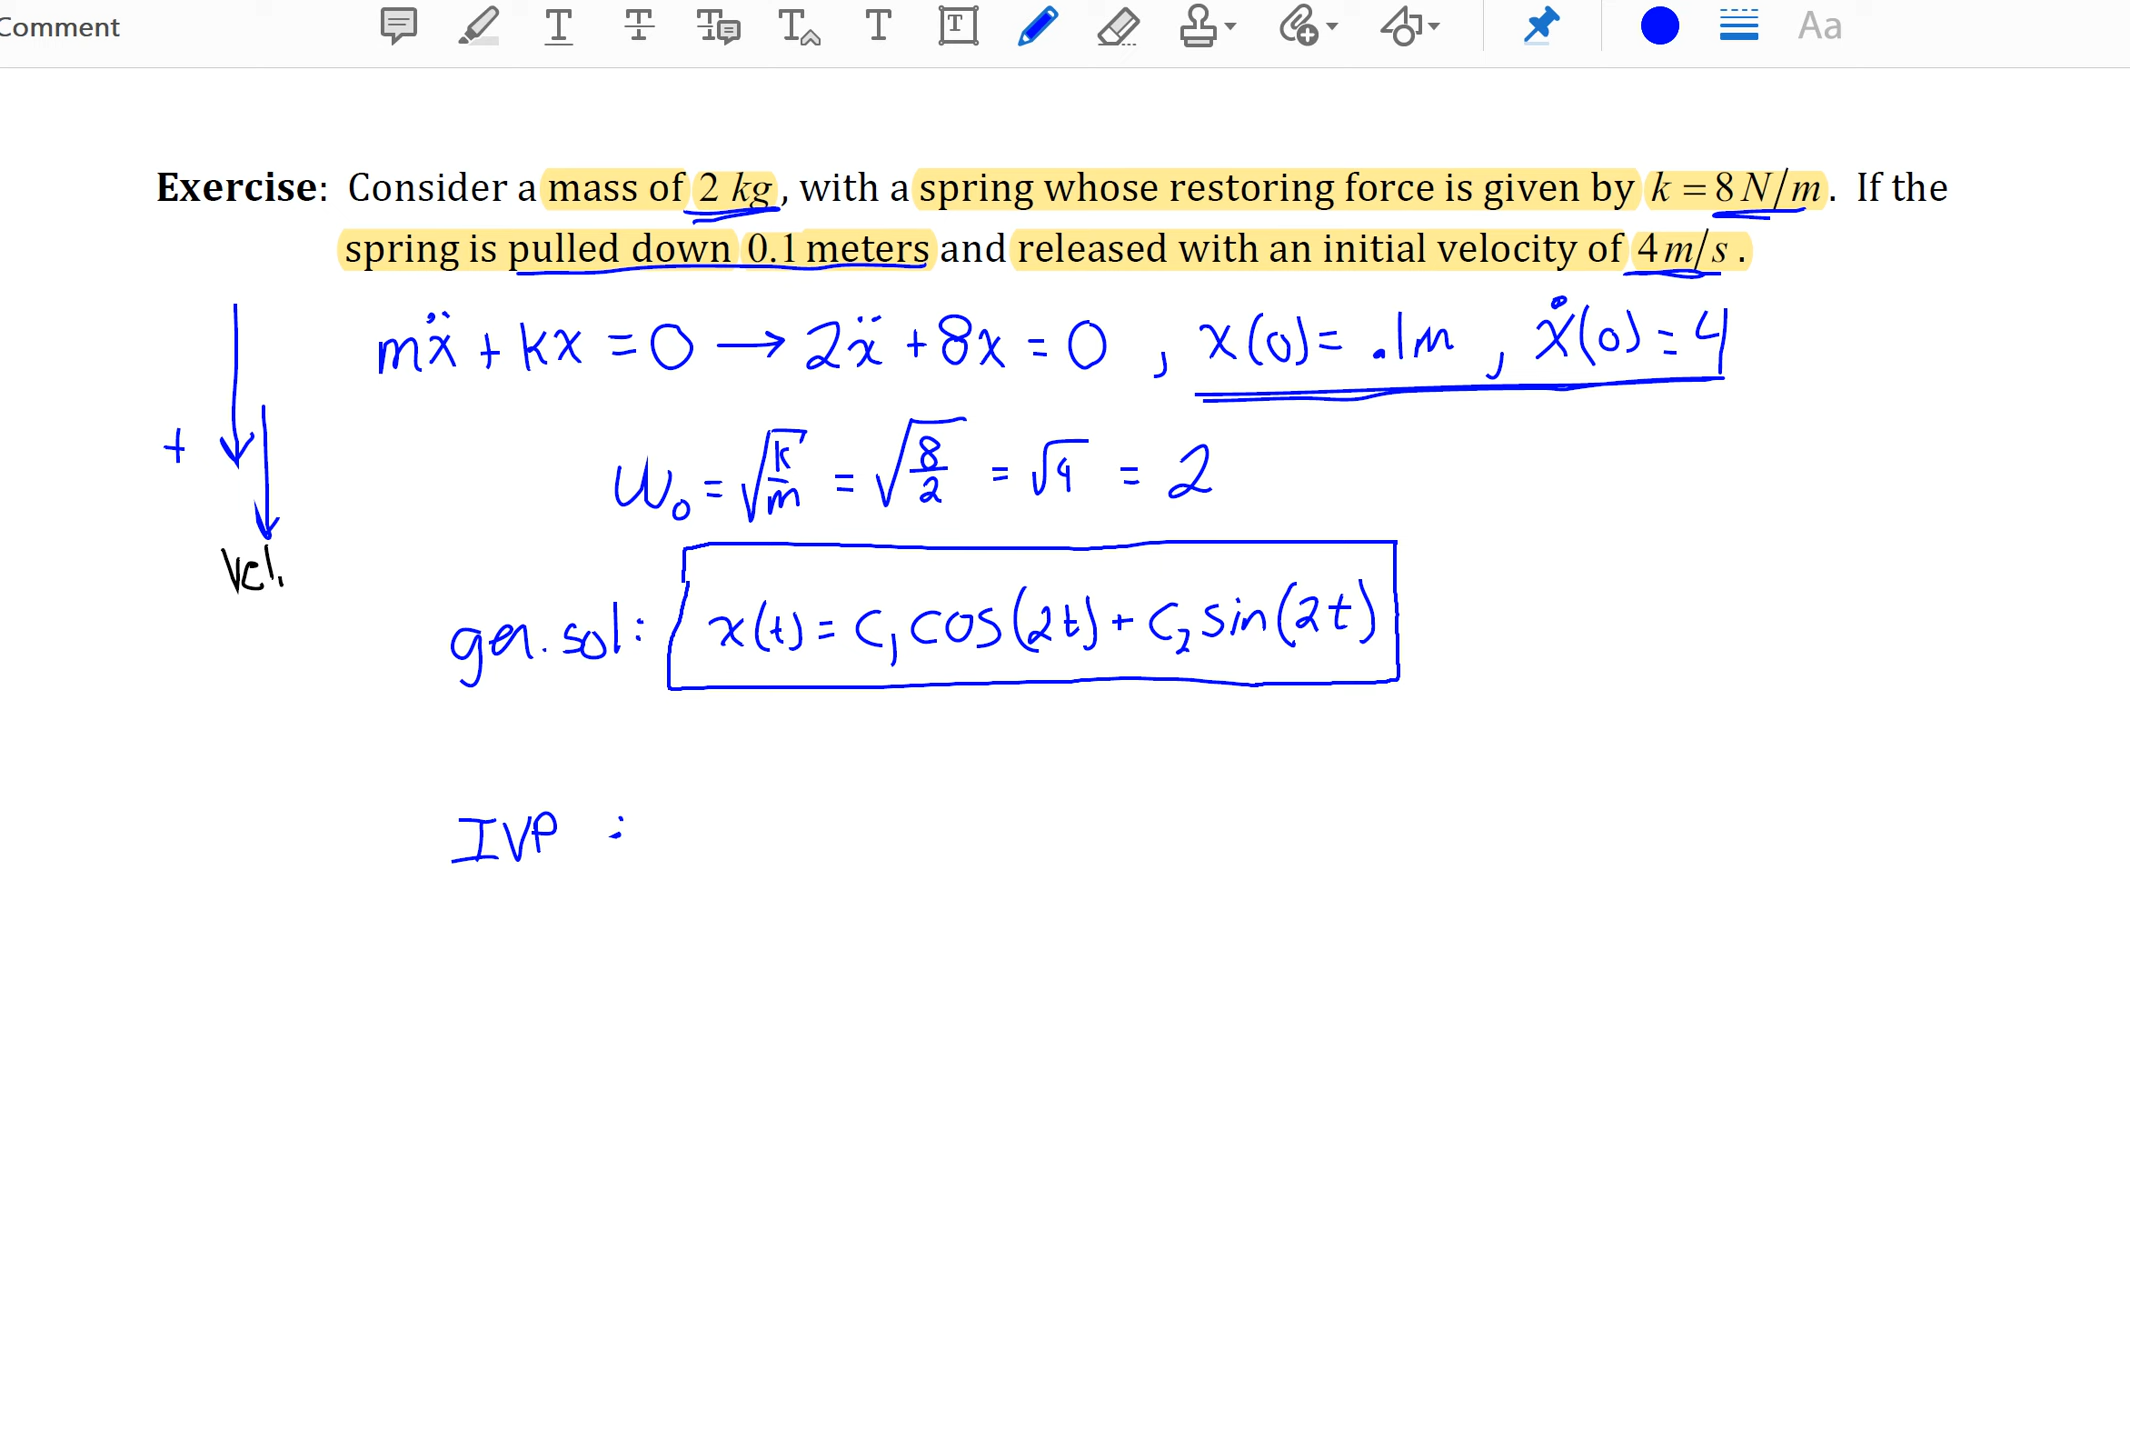 Comment
Aa
Exercise: Consider a mass of 2 kg, with a spring whose restoring force is given by k = 8 N/m. If the
spring is pulled down 0.1 meters and released with an initial velocity of 4 m/s.
mẍ + kx = 0 → 2ẍ + 8x = 0 , x(0) = .1m , ẋ(0) = 4
+
ω₀ = √(k/m) = √(8/2) = √4 = 2
Vel.
gen. sol: x(t) = c₁cos(2t) + c₂sin(2t)
IVP :